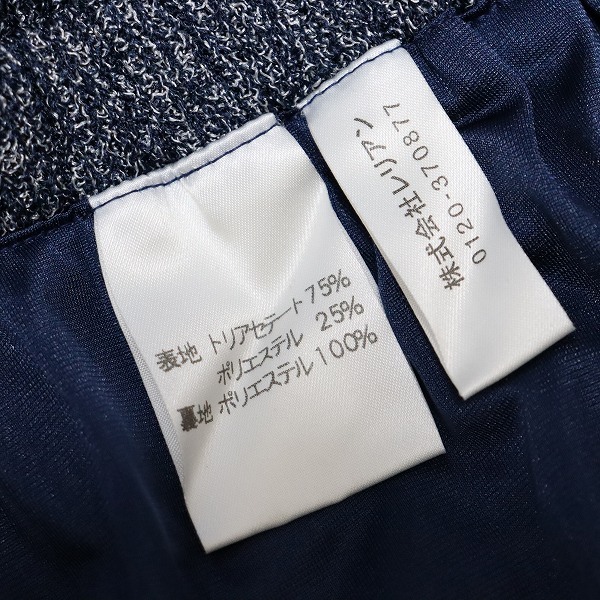 表地 トリアセテート 75%
ポリエステル 25%
裏地 ポリエステル 100%
株式会社レリアン
0120-370877